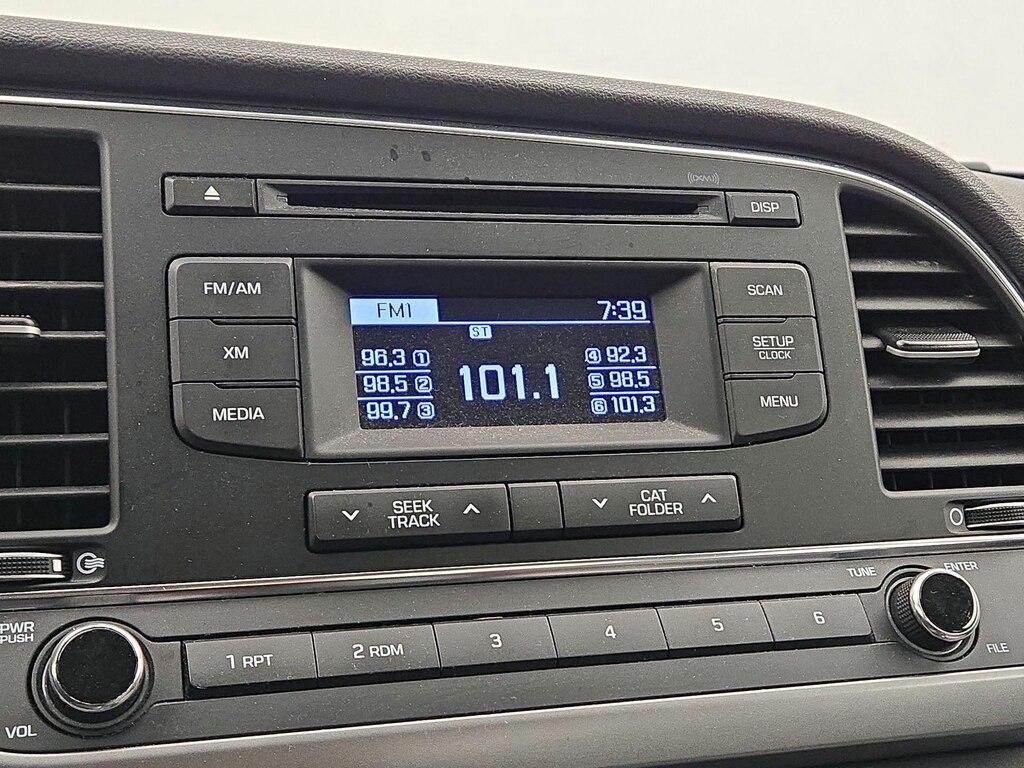 ((XM))
DISP
FM/AM
XM
MEDIA
FM1 7:39
ST
96.3 1
98.5 2
99.7 3
101.1
4 92.3
5 98.5
6 101.3
SCAN
SETUP
CLOCK
MENU
SEEK
TRACK
CAT
FOLDER
PWR
PUSH
VOL
1 RPT
2 RDM
3
4
5
6
TUNE
ENTER
FILE